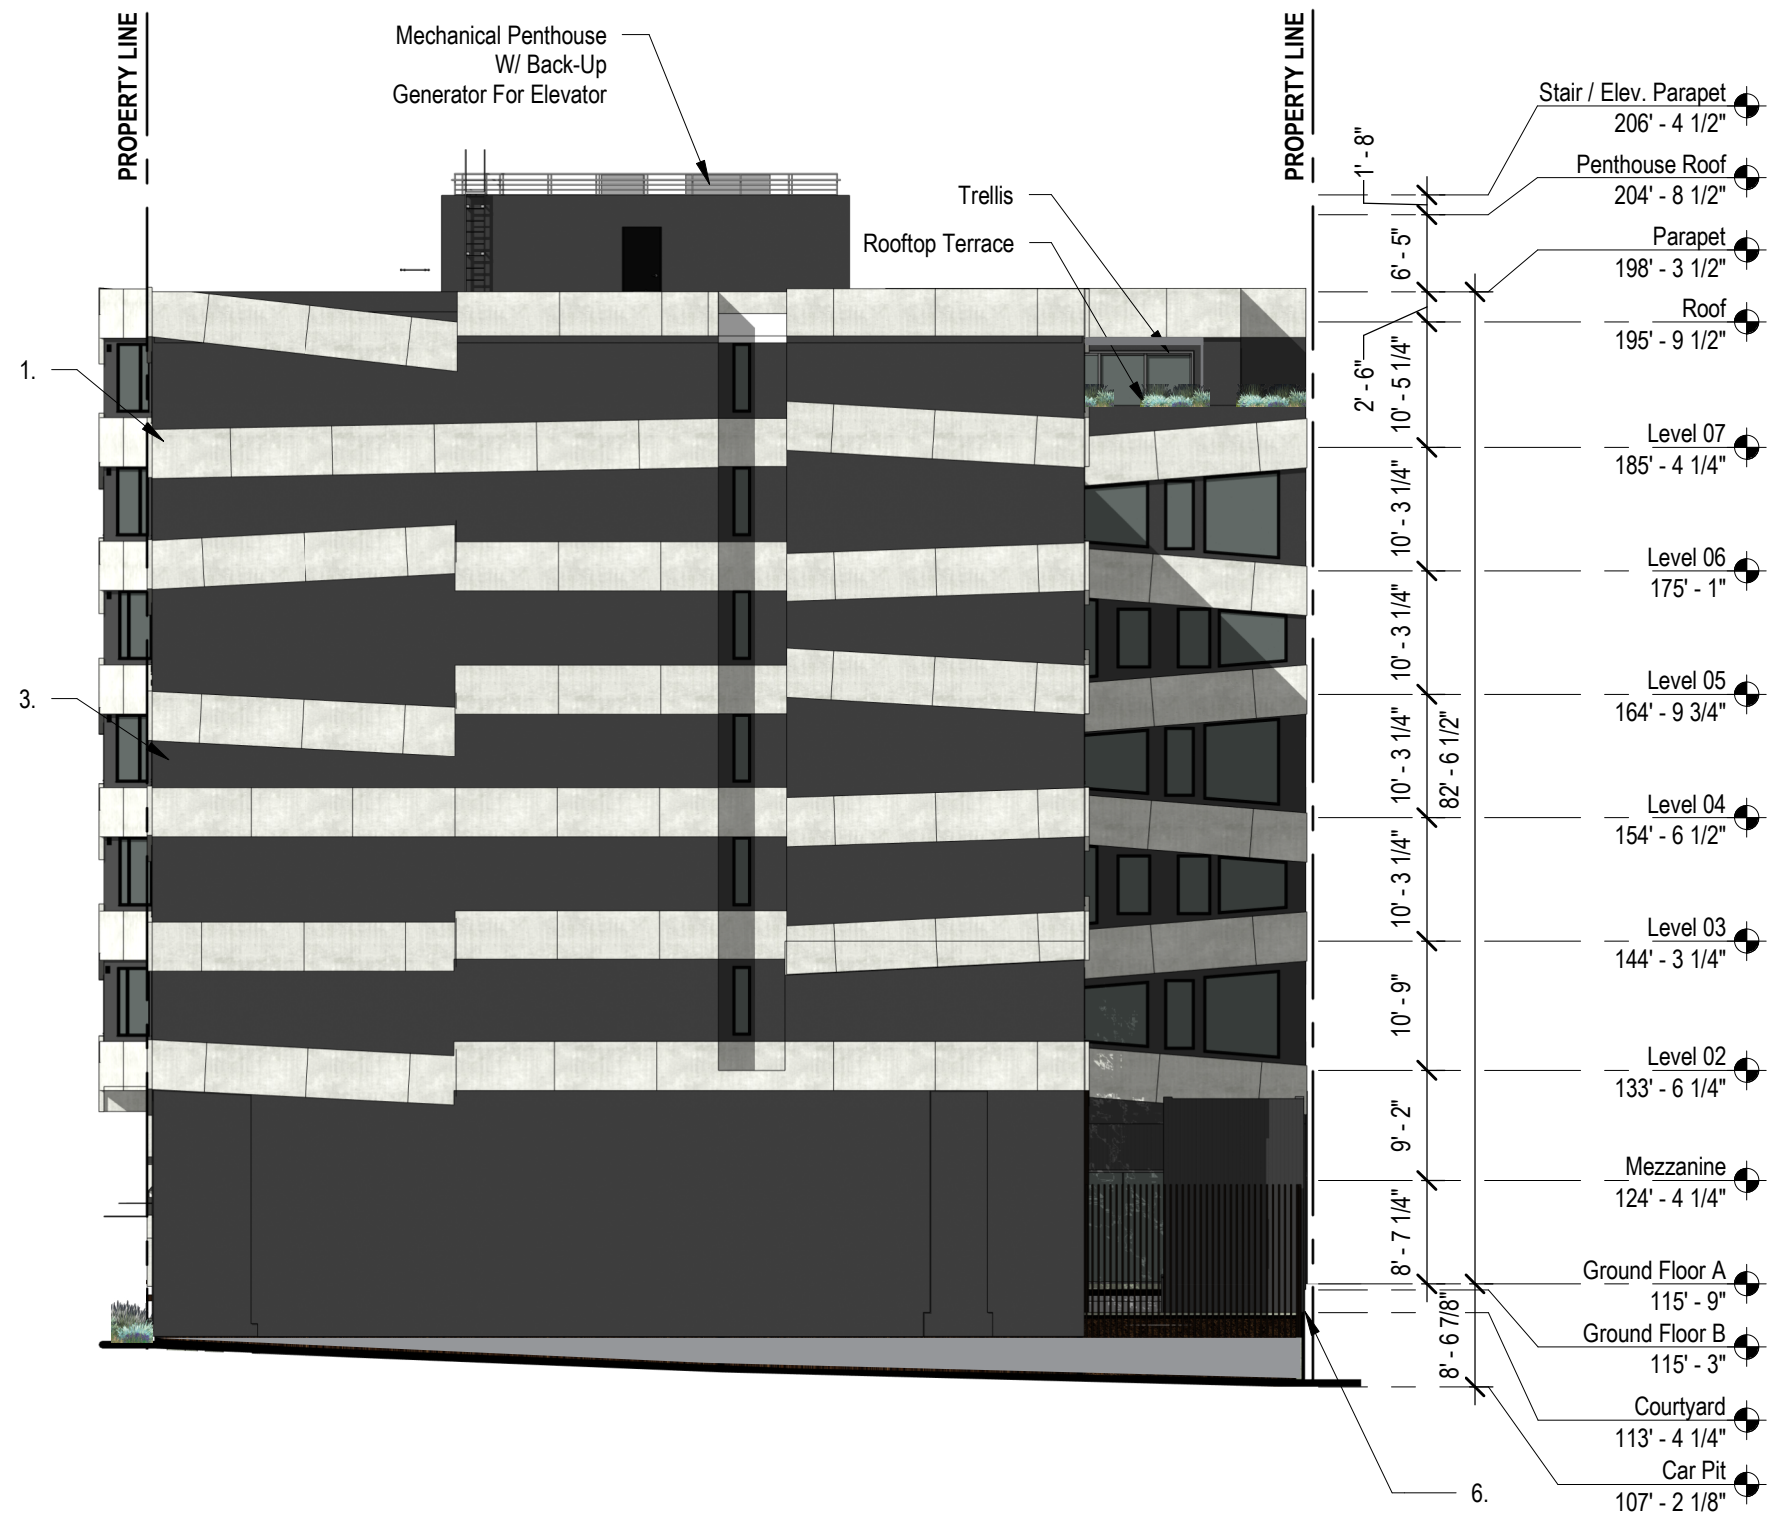 PROPERTY LINE
Mechanical Penthouse
W/ Back-Up
Generator For Elevator
PROPERTY LINE
Trellis
Rooftop Terrace
1.
3.
6.
1' - 8"
6' - 5"
2' - 6"
10' - 5 1/4"
10' - 3 1/4"
10' - 3 1/4"
10' - 3 1/4"
10' - 3 1/4"
10' - 9"
9' - 2"
8' - 7 1/4"
82' - 6 1/2"
8' - 6 7/8"
Stair / Elev. Parapet
206' - 4 1/2"
Penthouse Roof
204' - 8 1/2"
Parapet
198' - 3 1/2"
Roof
195' - 9 1/2"
Level 07
185' - 4 1/4"
Level 06
175' - 1"
Level 05
164' - 9 3/4"
Level 04
154' - 6 1/2"
Level 03
144' - 3 1/4"
Level 02
133' - 6 1/4"
Mezzanine
124' - 4 1/4"
Ground Floor A
115' - 9"
Ground Floor B
115' - 3"
Courtyard
113' - 4 1/4"
Car Pit
107' - 2 1/8"